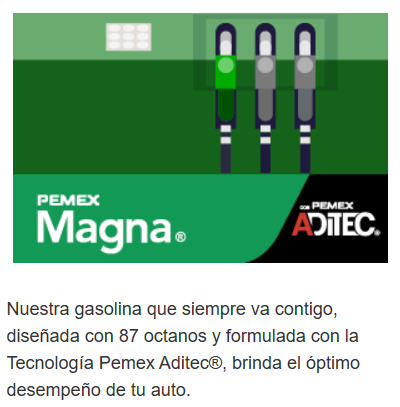 PEMEX
Magna®
CON PEMEX
ADITEC®
Nuestra gasolina que siempre va contigo,
diseñada con 87 octanos y formulada con la
Tecnología Pemex Aditec®, brinda el óptimo
desempeño de tu auto.